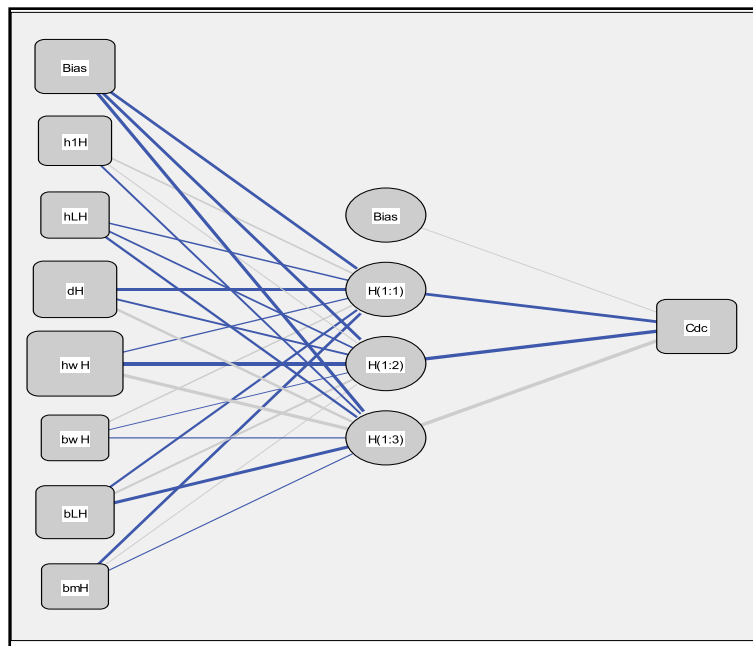 Bias
h1H
hLH
dH
hw H
bw H
bLH
bmH
Bias
H(1:1)
H(1:2)
H(1:3)
Cdc